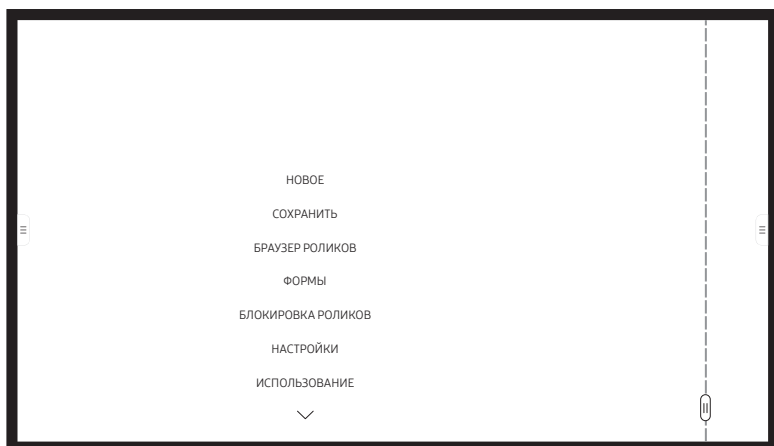 НОВОЕ
СОХРАНИТЬ
БРАУЗЕР РОЛИКОВ
ФОРМЫ
БЛОКИРОВКА РОЛИКОВ
НАСТРОЙКИ
ИСПОЛЬЗОВАНИЕ